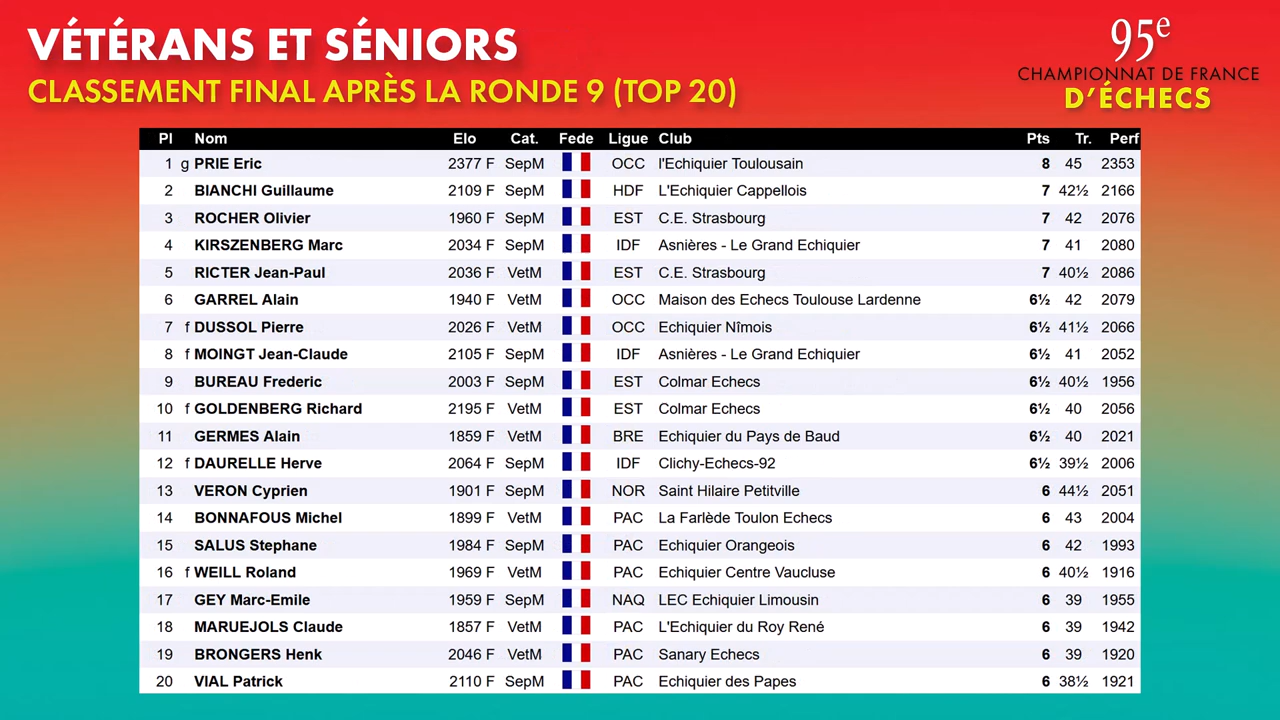 VÉTÉRANS ET SÉNIORS
CLASSEMENT FINAL APRÈS LA RONDE 9 (TOP 20)
95e
CHAMPIONNAT DE FRANCE
D'ÉCHECS
Pl Nom Elo Cat. Fede Ligue Club Pts Tr. Perf
1 g PRIE Eric 2377 F SepM OCC l'Echiquier Toulousain 8 45 2353
2 BIANCHI Guillaume 2109 F SepM HDF L'Echiquier Cappellois 7 42½ 2166
3 ROCHER Olivier 1960 F SepM EST C.E. Strasbourg 7 42 2076
4 KIRSZENBERG Marc 2034 F SepM IDF Asnières - Le Grand Echiquier 7 41 2080
5 RICTER Jean-Paul 2036 F VetM EST C.E. Strasbourg 7 40½ 2086
6 GARREL Alain 1940 F VetM OCC Maison des Echecs Toulouse Lardenne 6½ 42 2079
7 f DUSSOL Pierre 2026 F VetM OCC Echiquier Nîmois 6½ 41½ 2066
8 f MOINGT Jean-Claude 2105 F SepM IDF Asnières - Le Grand Echiquier 6½ 41 2052
9 BUREAU Frederic 2003 F SepM EST Colmar Echecs 6½ 40½ 1956
10 f GOLDENBERG Richard 2195 F VetM EST Colmar Echecs 6½ 40 2056
11 GERMES Alain 1859 F VetM BRE Echiquier du Pays de Baud 6½ 40 2021
12 f DAURELLE Herve 2064 F SepM IDF Clichy-Echecs-92 6½ 39½ 2006
13 VERON Cyprien 1901 F SepM NOR Saint Hilaire Petitville 6 44½ 2051
14 BONNAFOUS Michel 1899 F VetM PAC La Farlède Toulon Echecs 6 43 2004
15 SALUS Stephane 1984 F SepM PAC Echiquier Orangeois 6 42 1993
16 f WEILL Roland 1969 F VetM PAC Echiquier Centre Vaucluse 6 40½ 1916
17 GEY Marc-Emile 1959 F SepM NAQ LEC Echiquier Limousin 6 39 1955
18 MARUEJOLS Claude 1857 F VetM PAC L'Echiquier du Roy René 6 39 1942
19 BRONGERS Henk 2046 F VetM PAC Sanary Echecs 6 39 1920
20 VIAL Patrick 2110 F SepM PAC Echiquier des Papes 6 38½ 1921